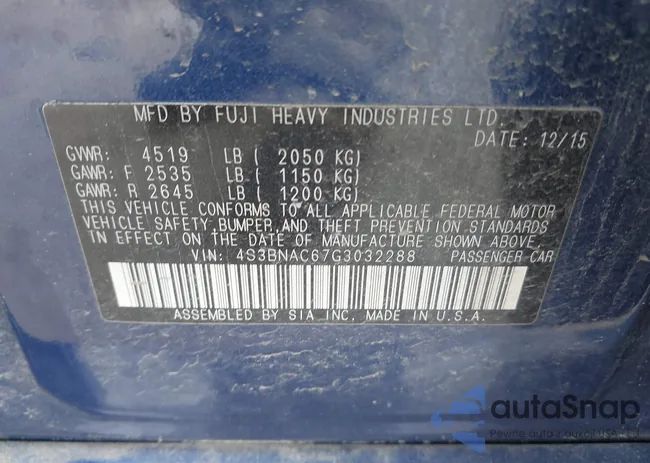 MFD BY FUJI HEAVY INDUSTRIES LTD.
DATE: 12/15
GVWR: 4519 LB ( 2050 KG)
GAWR: F 2535 LB ( 1150 KG)
GAWR: R 2645 LB ( 1200 KG)
THIS VEHICLE CONFORMS TO ALL APPLICABLE FEDERAL MOTOR
VEHICLE SAFETY, BUMPER, AND THEFT PREVENTION STANDARDS
IN EFFECT ON THE DATE OF MANUFACTURE SHOWN ABOVE.
VIN: 4S3BNAC67G3032288 PASSENGER CAR
ASSEMBLED BY SIA INC. MADE IN U.S.A.
autoSnap
Pewne auto / aukcji